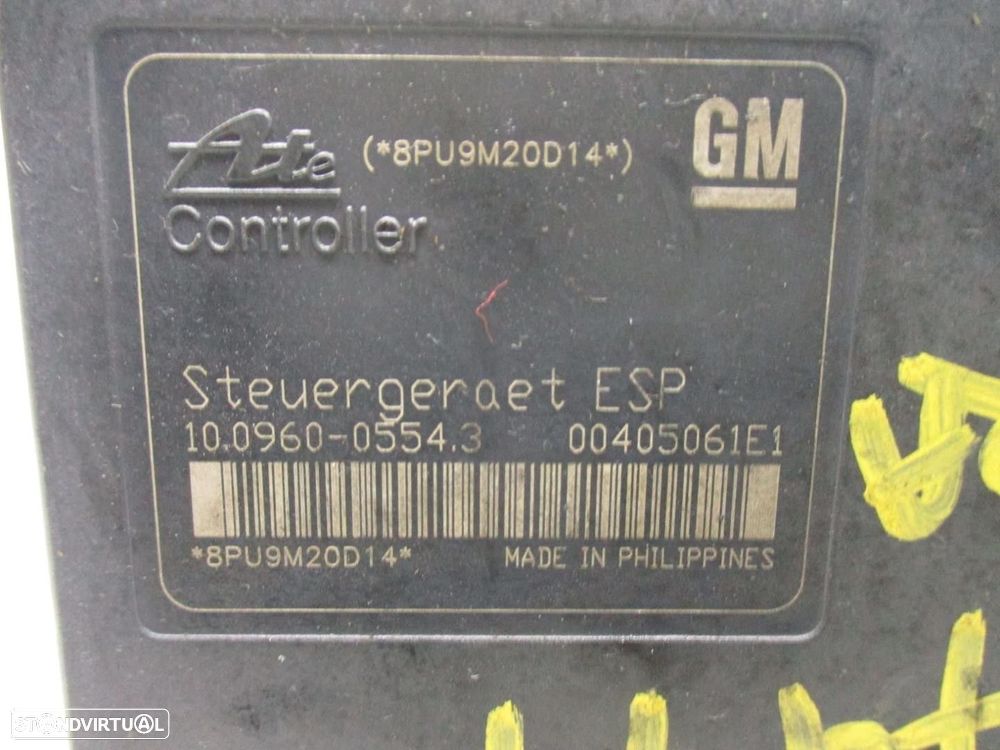 Ate (*8PU9M20D14*) GM
Controller
Steuergeraet ESP
10.0960-0554.3 00405061E1
*8PU9M20D14* MADE IN PHILIPPINES
STANDVIRTUAL